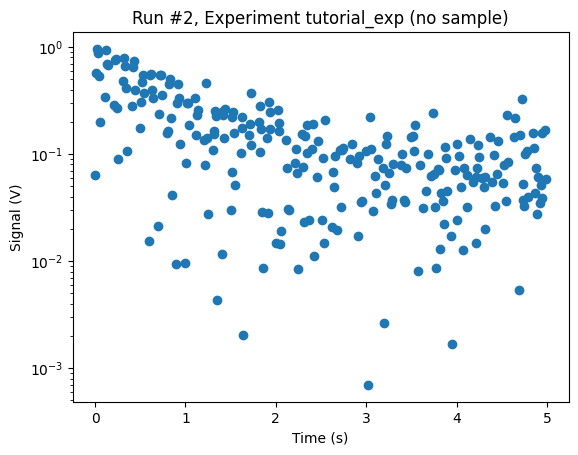 Run #2, Experiment tutorial_exp (no sample)
Signal (V)
10⁰
10⁻¹
10⁻²
10⁻³
0 1 2 3 4 5
Time (s)